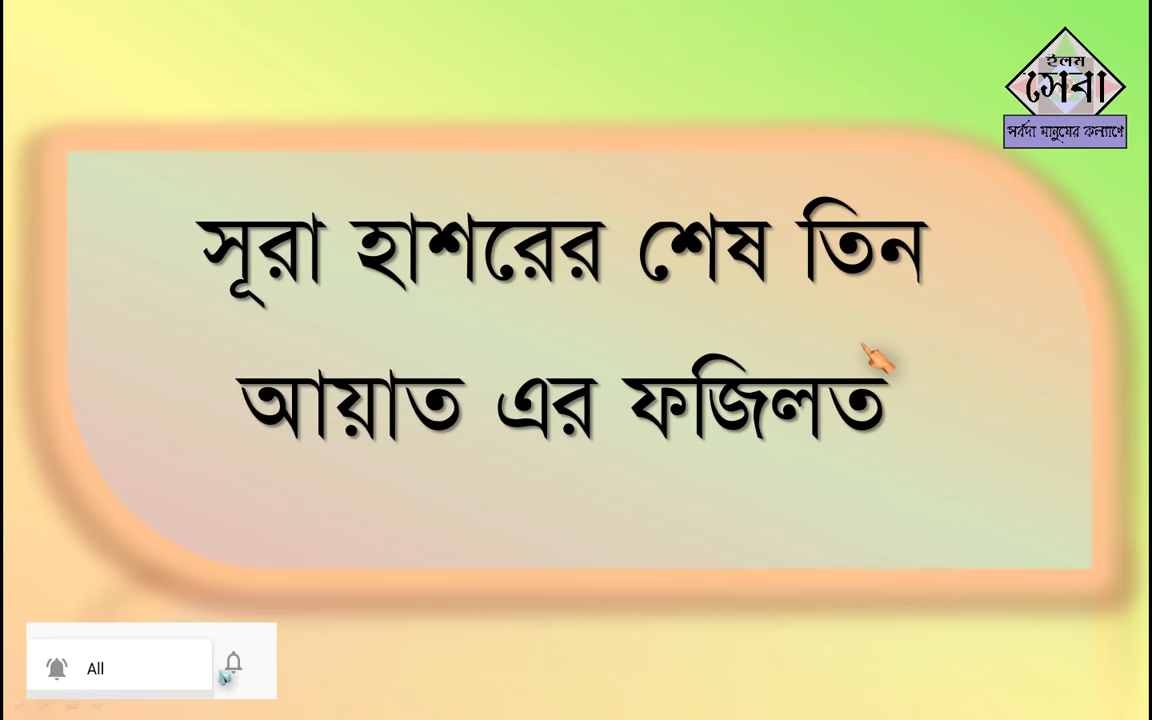 ইলম
সেবা
সর্বদা মানুষের কল্যাণে
সূরা হাশরের শেষ তিন
আয়াত এর ফজিলত
All